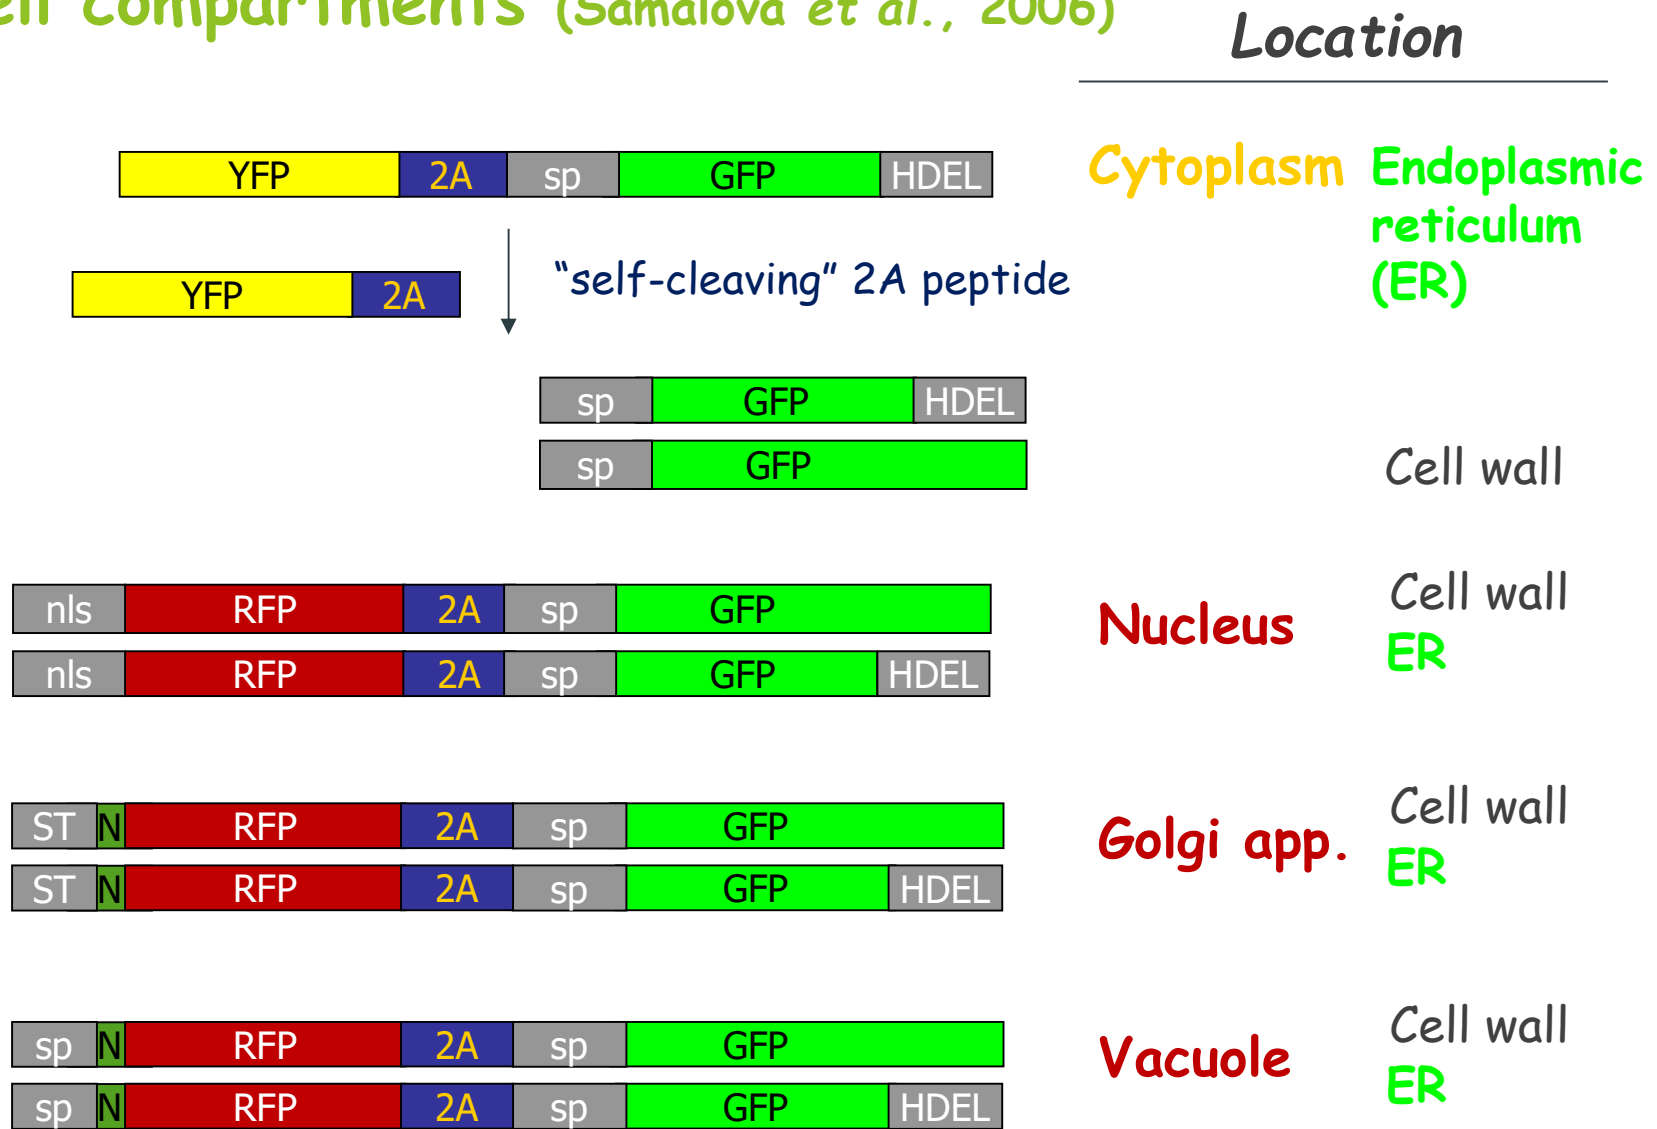 compartments (Samalova et al., 2006)
Location
YFP 2A sp GFP HDEL Cytoplasm Endoplasmic
reticulum
(ER)
YFP 2A "self-cleaving" 2A peptide
sp GFP HDEL
sp GFP Cell wall
nls RFP 2A sp GFP Nucleus Cell wall
nls RFP 2A sp GFP HDEL ER
ST N RFP 2A sp GFP Golgi app. Cell wall
ST N RFP 2A sp GFP HDEL ER
sp N RFP 2A sp GFP Vacuole Cell wall
sp N RFP 2A sp GFP HDEL ER